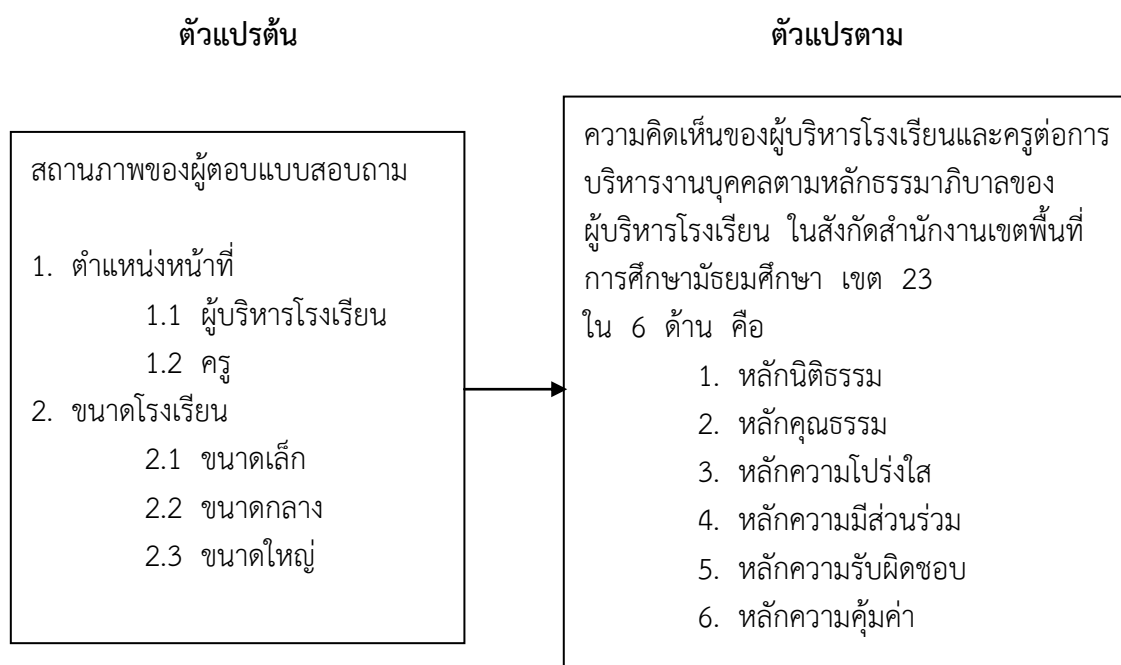 ตัวแปรต้น
ตัวแปรตาม
สถานภาพของผู้ตอบแบบสอบถาม
1. ตำแหน่งหน้าที่
1.1 ผู้บริหารโรงเรียน
1.2 ครู
2. ขนาดโรงเรียน
2.1 ขนาดเล็ก
2.2 ขนาดกลาง
2.3 ขนาดใหญ่
ความคิดเห็นของผู้บริหารโรงเรียนและครูต่อการ
บริหารงานบุคคลตามหลักธรรมาภิบาลของ
ผู้บริหารโรงเรียน ในสังกัดสำนักงานเขตพื้นที่
การศึกษามัธยมศึกษา เขต 23
ใน 6 ด้าน คือ
1. หลักนิติธรรม
2. หลักคุณธรรม
3. หลักความโปร่งใส
4. หลักความมีส่วนร่วม
5. หลักความรับผิดชอบ
6. หลักความคุ้มค่า